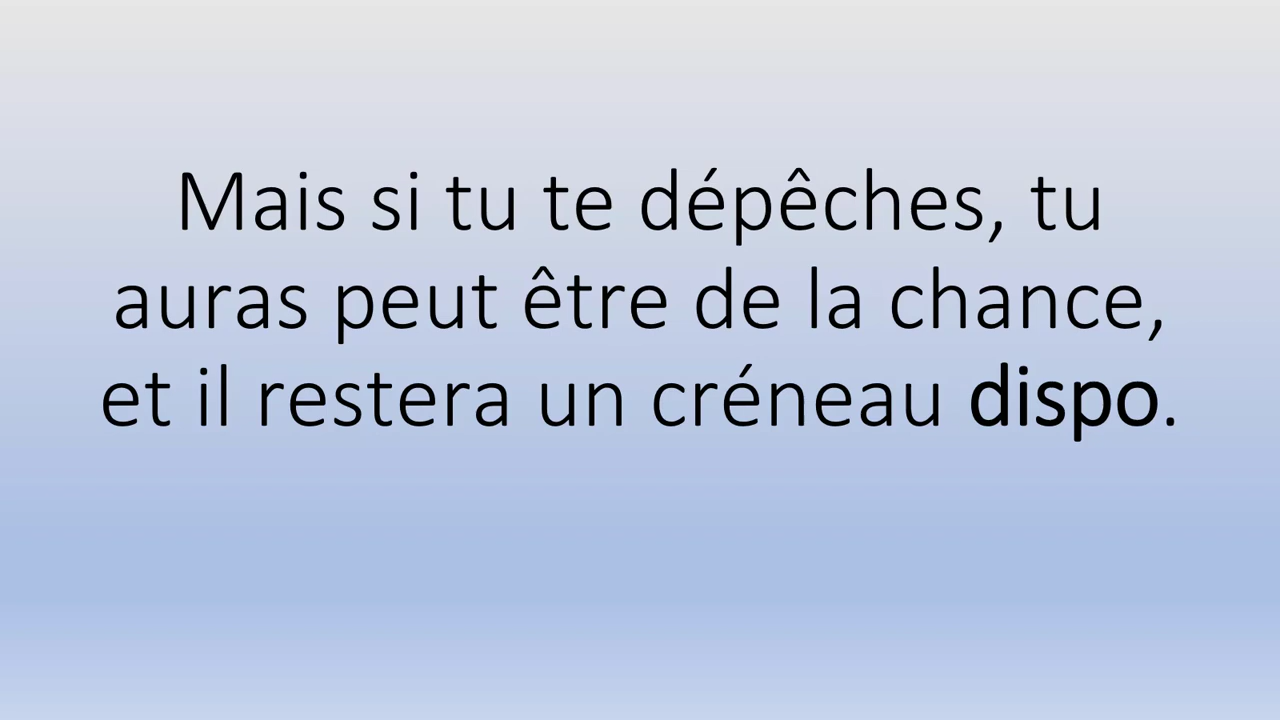 Mais si tu te dépêches, tu
auras peut être de la chance,
et il restera un créneau dispo.